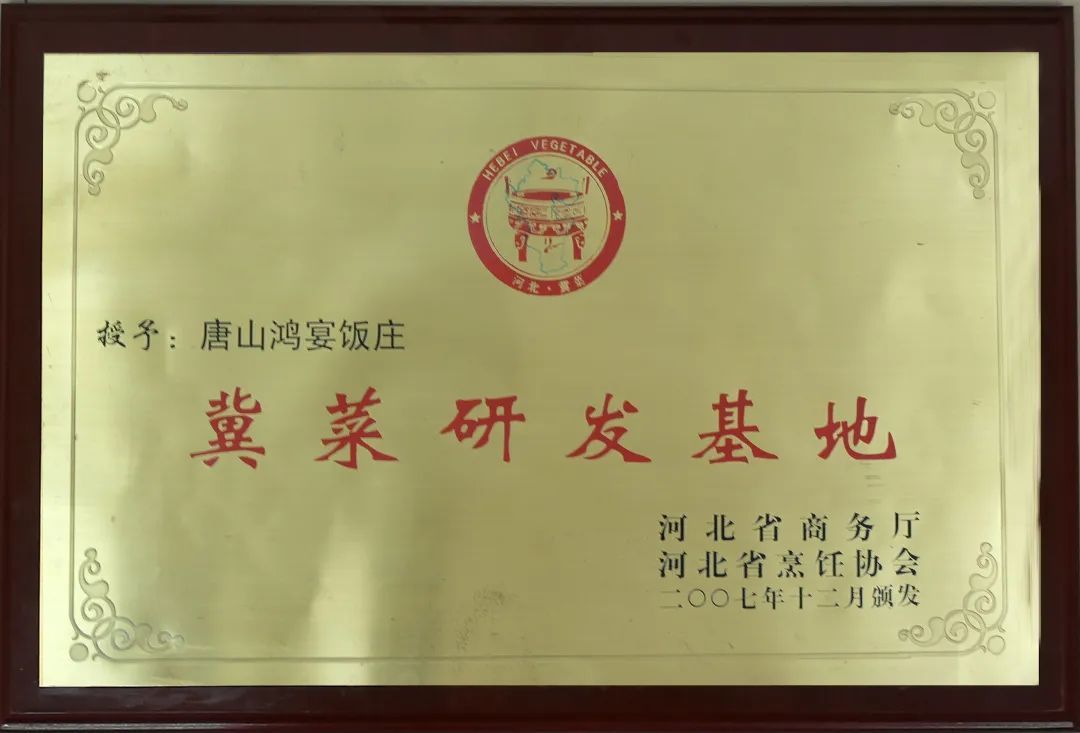 HEBEI VEGETABLE
河北·冀菜
授予：唐山鸿宴饭庄
冀菜研发基地
河北省商务厅
河北省烹饪协会
二〇〇七年十二月颁发